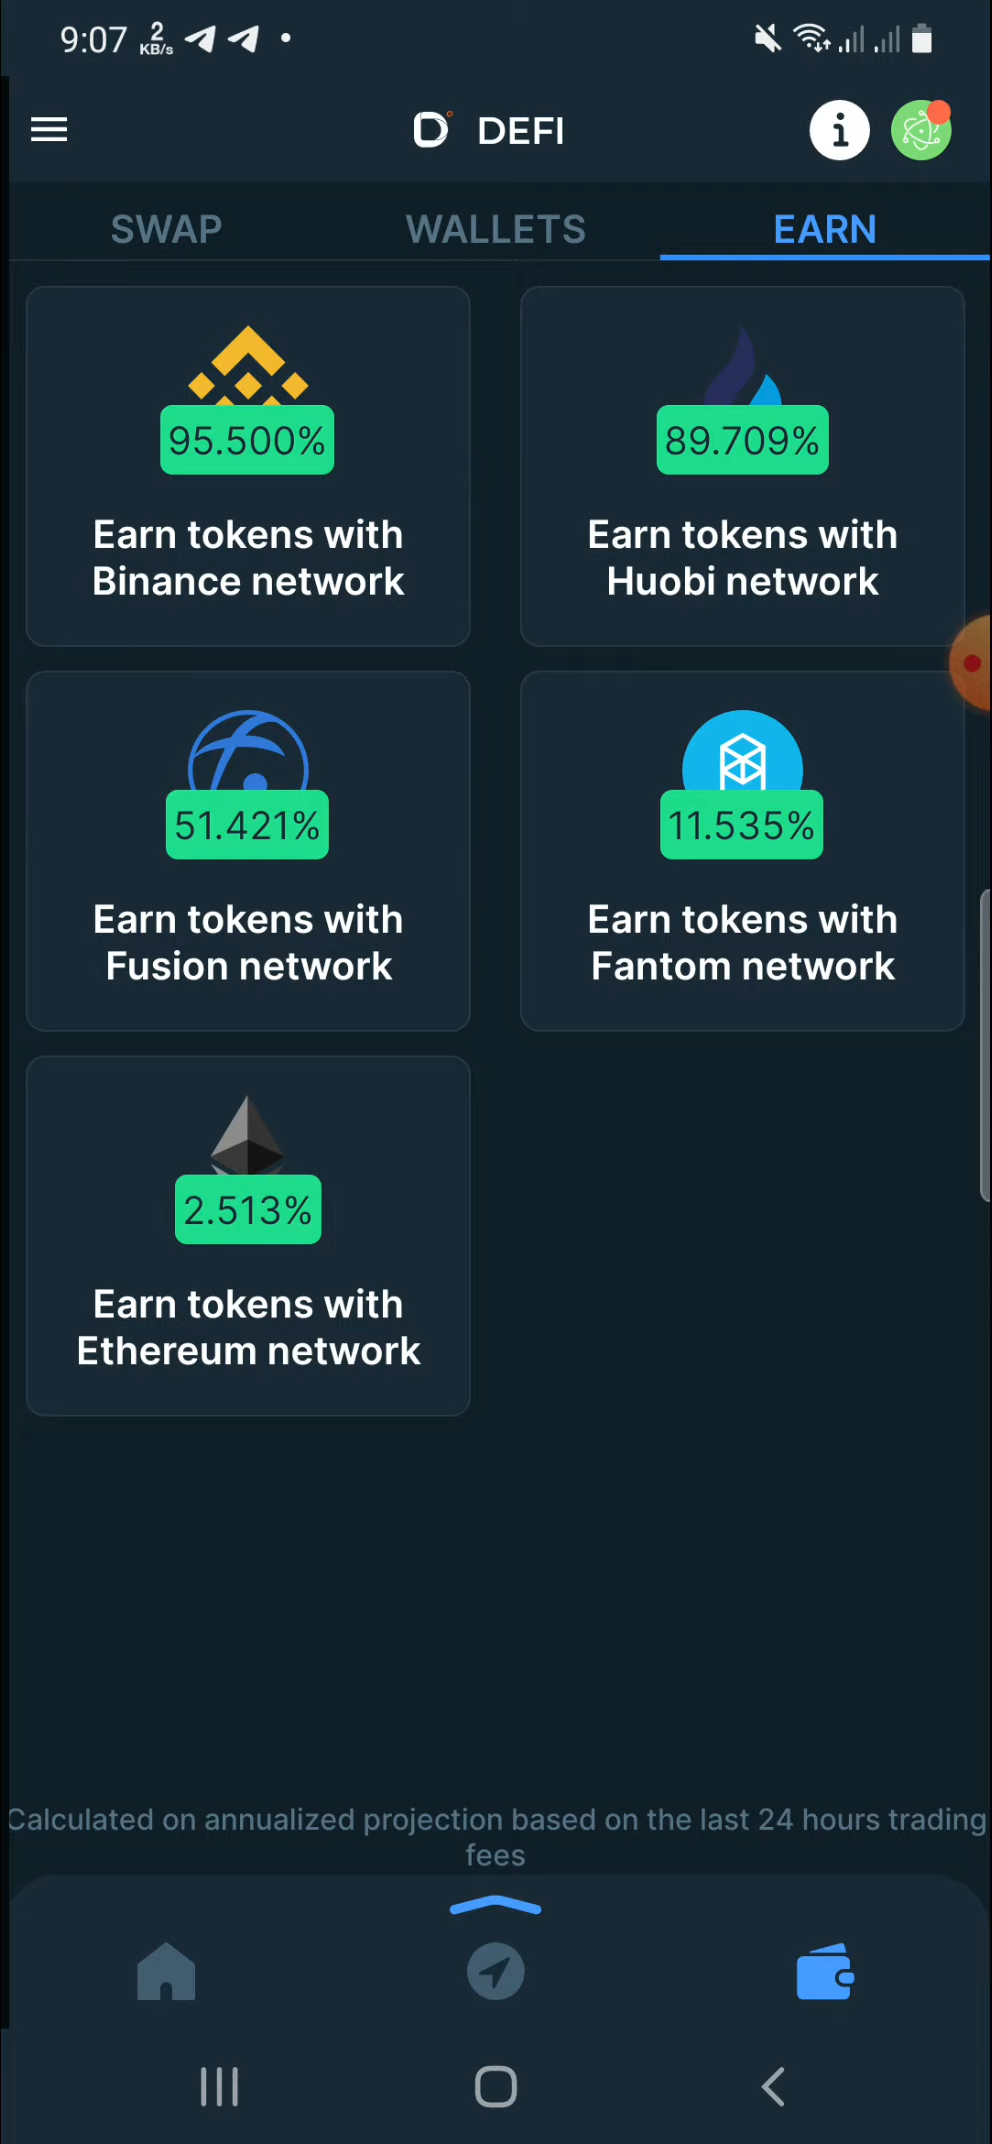 9:07 2 KB/s
DEFI
SWAP WALLETS EARN
95.500%
Earn tokens with
Binance network
89.709%
Earn tokens with
Huobi network
51.421%
Earn tokens with
Fusion network
11.535%
Earn tokens with
Fantom network
2.513%
Earn tokens with
Ethereum network
Calculated on annualized projection based on the last 24 hours trading
fees